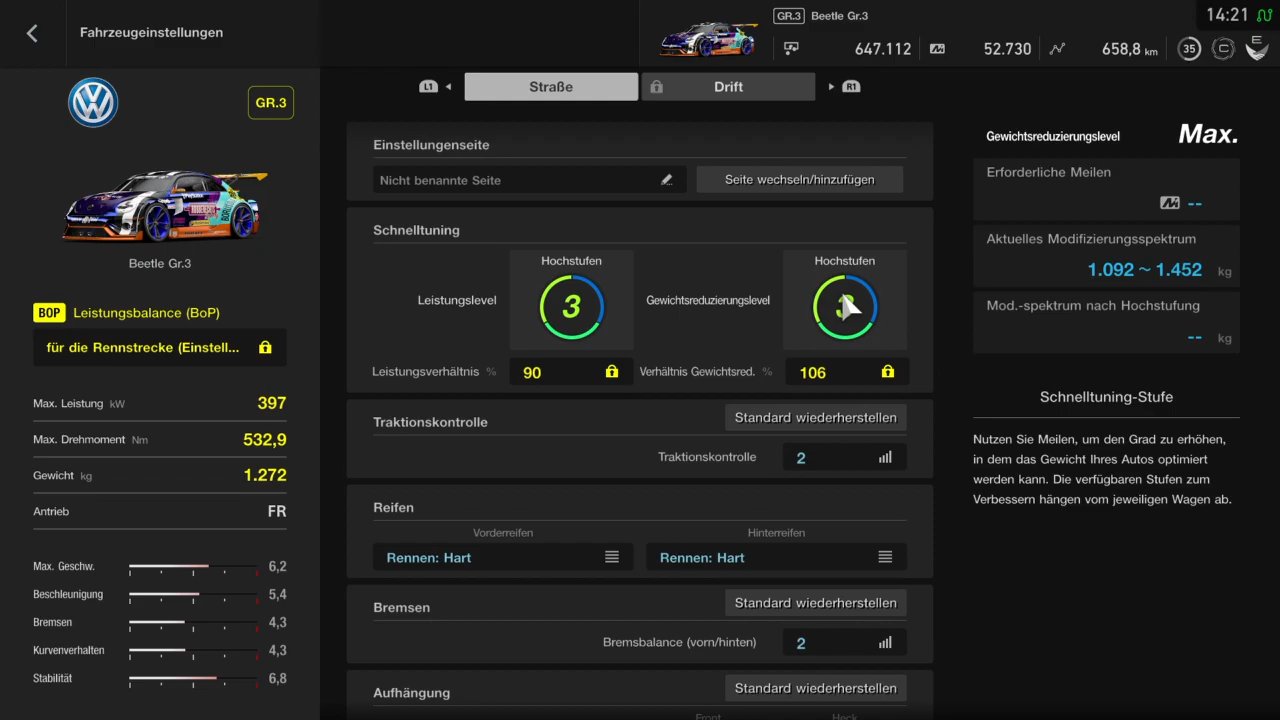 Fahrzeugeinstellungen
GR.3 Beetle Gr.3
14:21
647.112 52.730 658,8 km 35 C E
GR.3
Beetle Gr.3
BOP Leistungsbalance (BoP)
für die Rennstrecke (Einstell...
Max. Leistung kW 397
Max. Drehmoment Nm 532,9
Gewicht kg 1.272
Antrieb FR
Max. Geschw. 6,2
Beschleunigung 5,4
Bremsen 4,3
Kurvenverhalten 4,3
Stabilität 6,8
L1 Straße Drift R1
Einstellungenseite
Nicht benannte Seite Seite wechseln/hinzufügen
Schnelltuning
Hochstufen Hochstufen
Leistungslevel 3 Gewichtsreduzierungslevel 3
Leistungsverhältnis % 90 Verhältnis Gewichtsred. % 106
Traktionskontrolle Standard wiederherstellen
Traktionskontrolle 2
Reifen
Vorderreifen Hinterreifen
Rennen: Hart Rennen: Hart
Bremsen Standard wiederherstellen
Bremsbalance (vorn/hinten) 2
Aufhängung Standard wiederherstellen
Front Heck
Gewichtsreduzierungslevel Max.
Erforderliche Meilen
--
Aktuelles Modifizierungsspektrum
1.092 ~ 1.452 kg
Mod.-spektrum nach Hochstufung
-- kg
Schnelltuning-Stufe
Nutzen Sie Meilen, um den Grad zu erhöhen,
in dem das Gewicht Ihres Autos optimiert
werden kann. Die verfügbaren Stufen zum
Verbessern hängen vom jeweiligen Wagen ab.